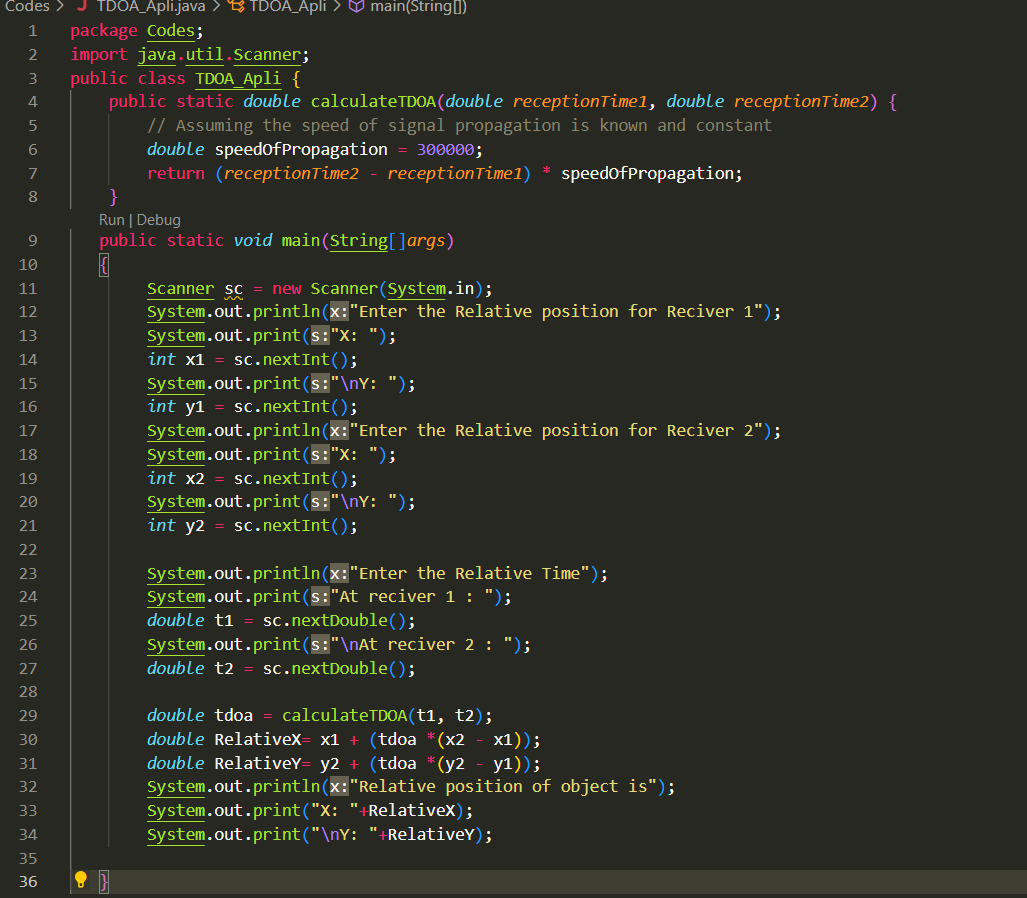 Codes > J TDOA_Apli.java > TDOA_Apli > main(String[])
1 package Codes;
2 import java.util.Scanner;
3 public class TDOA_Apli {
4 public static double calculateTDOA(double receptionTime1, double receptionTime2) {
5 // Assuming the speed of signal propagation is known and constant
6 double speedOfPropagation = 300000;
7 return (receptionTime2 - receptionTime1) * speedOfPropagation;
8 }
Run | Debug
9 public static void main(String[]args)
10 {
11 Scanner sc = new Scanner(System.in);
12 System.out.println(x:"Enter the Relative position for Reciver 1");
13 System.out.print(s:"X: ");
14 int x1 = sc.nextInt();
15 System.out.print(s:"\nY: ");
16 int y1 = sc.nextInt();
17 System.out.println(x:"Enter the Relative position for Reciver 2");
18 System.out.print(s:"X: ");
19 int x2 = sc.nextInt();
20 System.out.print(s:"\nY: ");
21 int y2 = sc.nextInt();
22
23 System.out.println(x:"Enter the Relative Time");
24 System.out.print(s:"At reciver 1 : ");
25 double t1 = sc.nextDouble();
26 System.out.print(s:"\nAt reciver 2 : ");
27 double t2 = sc.nextDouble();
28
29 double tdoa = calculateTDOA(t1, t2);
30 double RelativeX= x1 + (tdoa *(x2 - x1));
31 double RelativeY= y2 + (tdoa *(y2 - y1));
32 System.out.println(x:"Relative position of object is");
33 System.out.print("X: "+RelativeX);
34 System.out.print("\nY: "+RelativeY);
35
36 }